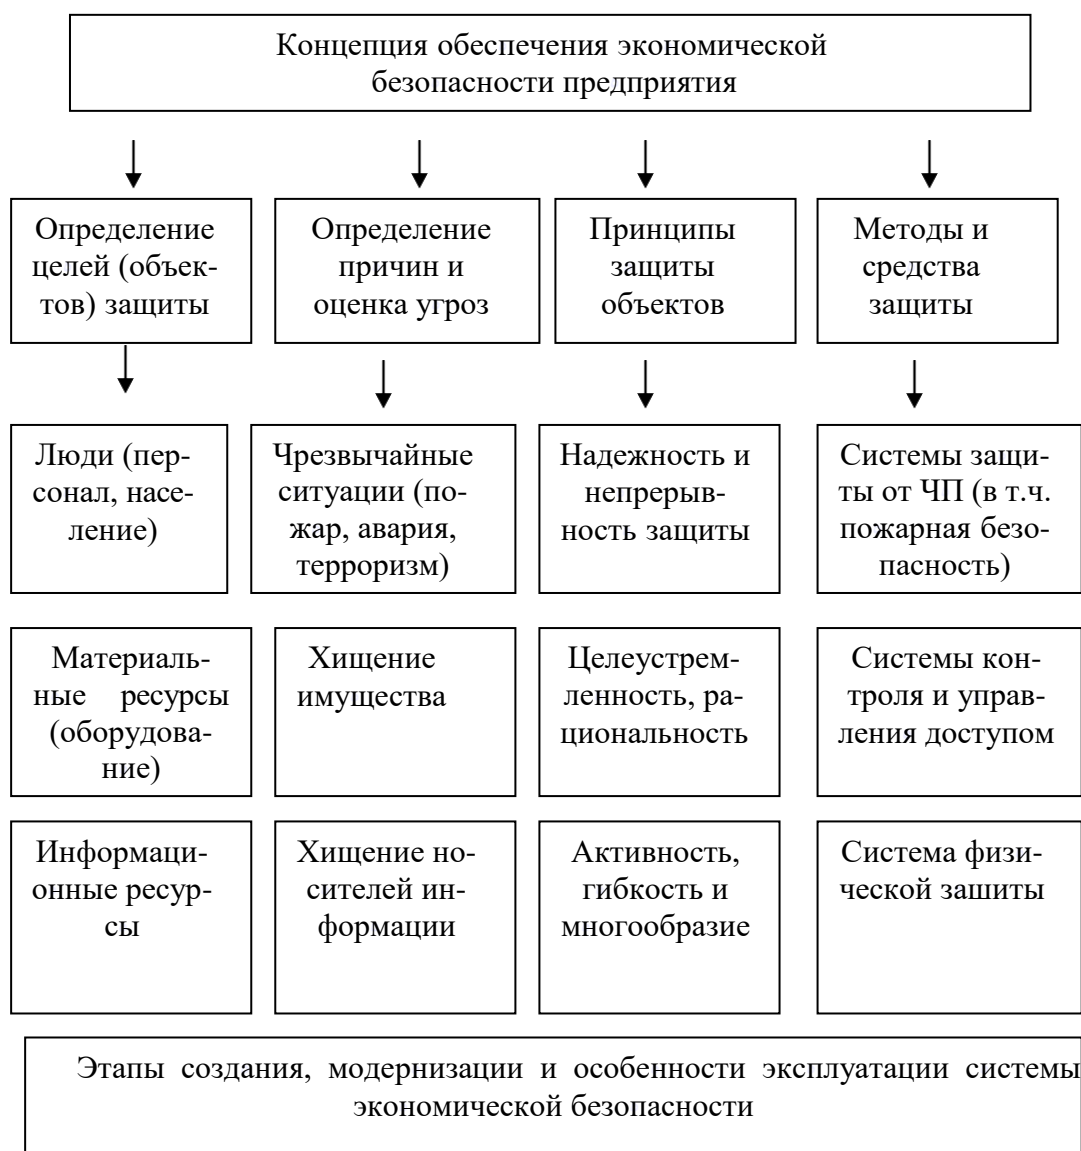 Концепция обеспечения экономической
безопасности предприятия
Определение
целей (объек-
тов) защиты
Определение
причин и
оценка угроз
Принципы
защиты
объектов
Методы и
средства
защиты
Люди (пер-
сонал, насе-
ление)
Чрезвычайные
ситуации (по-
жар, авария,
терроризм)
Надежность и
непрерыв-
ность защиты
Системы защи-
ты от ЧП (в т.ч.
пожарная безо-
пасность)
Материаль-
ные ресурсы
(оборудова-
ние)
Хищение
имущества
Целеустрем-
ленность, ра-
циональность
Системы кон-
троля и управ-
ления доступом
Информаци-
онные ресур-
сы
Хищение но-
сителей ин-
формации
Активность,
гибкость и
многообразие
Система физи-
ческой зашиты
Этапы создания, модернизации и особенности эксплуатации системы
экономической безопасности